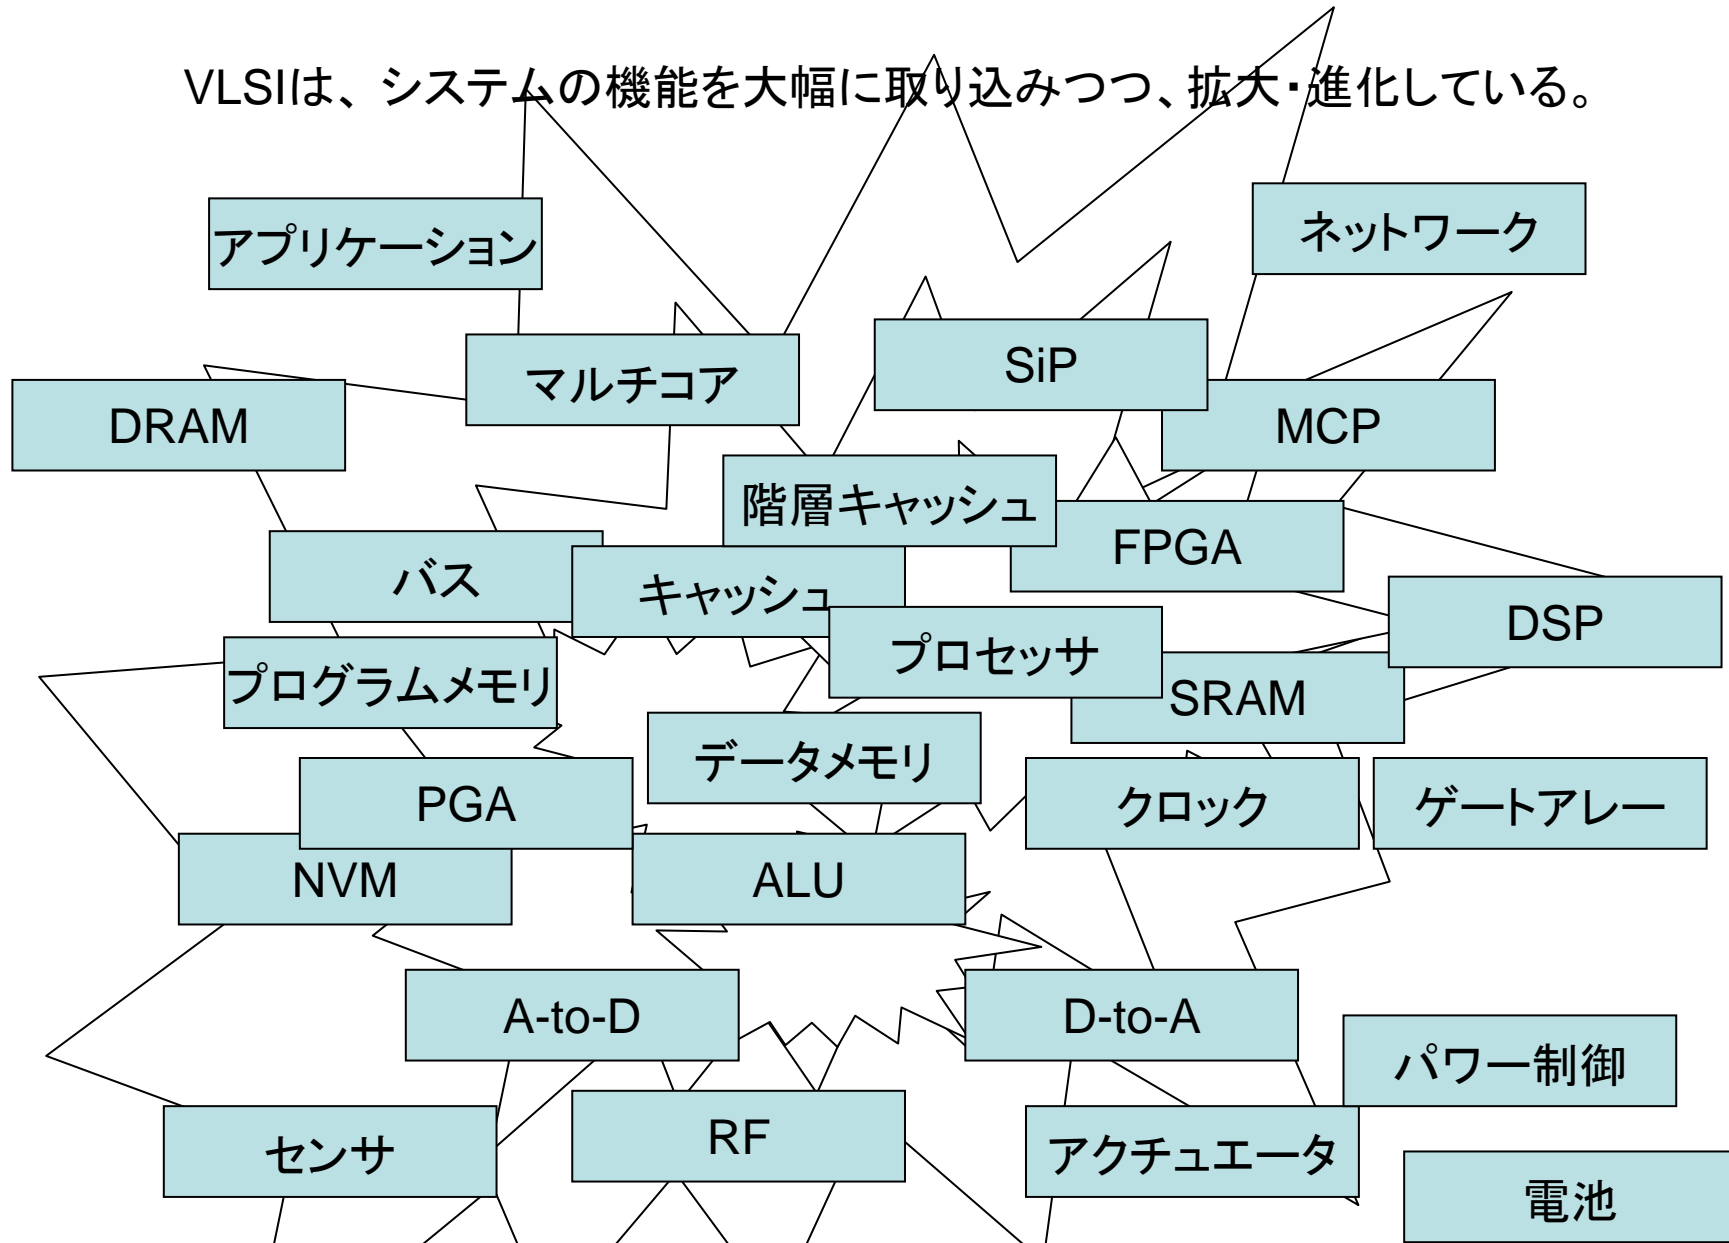 VLSIは、システムの機能を大幅に取り込みつつ、拡大・進化している。
アプリケーション
ネットワーク
マルチコア
SiP
DRAM
MCP
階層キャッシュ
FPGA
バス
キャッシュ
DSP
プロセッサ
プログラムメモリ
SRAM
データメモリ
PGA
クロック
ゲートアレー
NVM
ALU
A-to-D
D-to-A
パワー制御
RF
センサ
アクチュエータ
電池